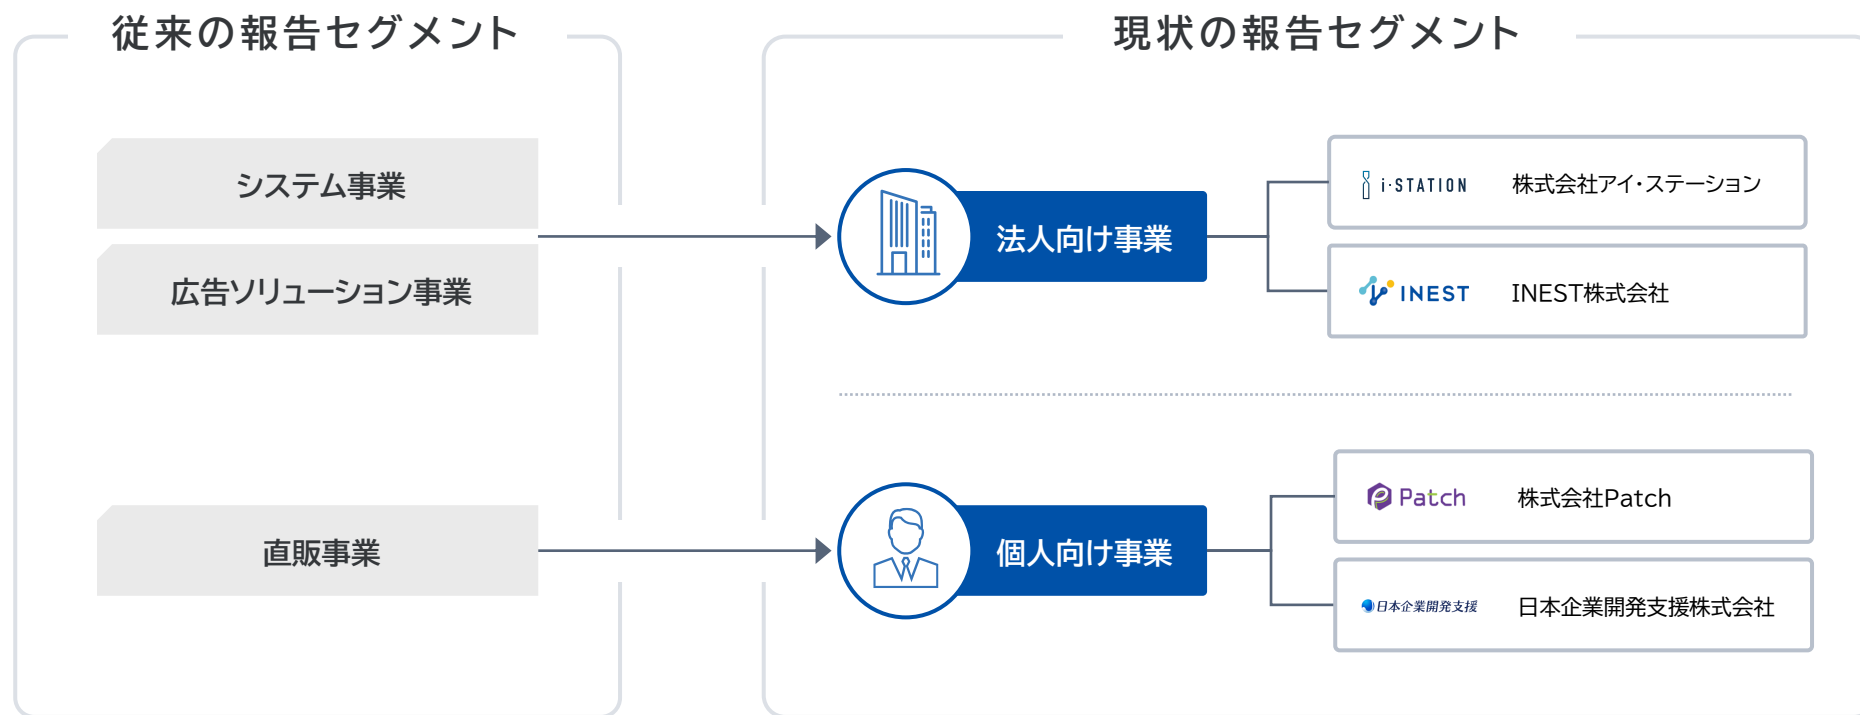 従来の報告セグメント
現状の報告セグメント
システム事業
広告ソリューション事業
法人向け事業
i·STATION 株式会社アイ・ステーション
INEST INEST株式会社
直販事業
個人向け事業
Patch 株式会社Patch
日本企業開発支援 日本企業開発支援株式会社